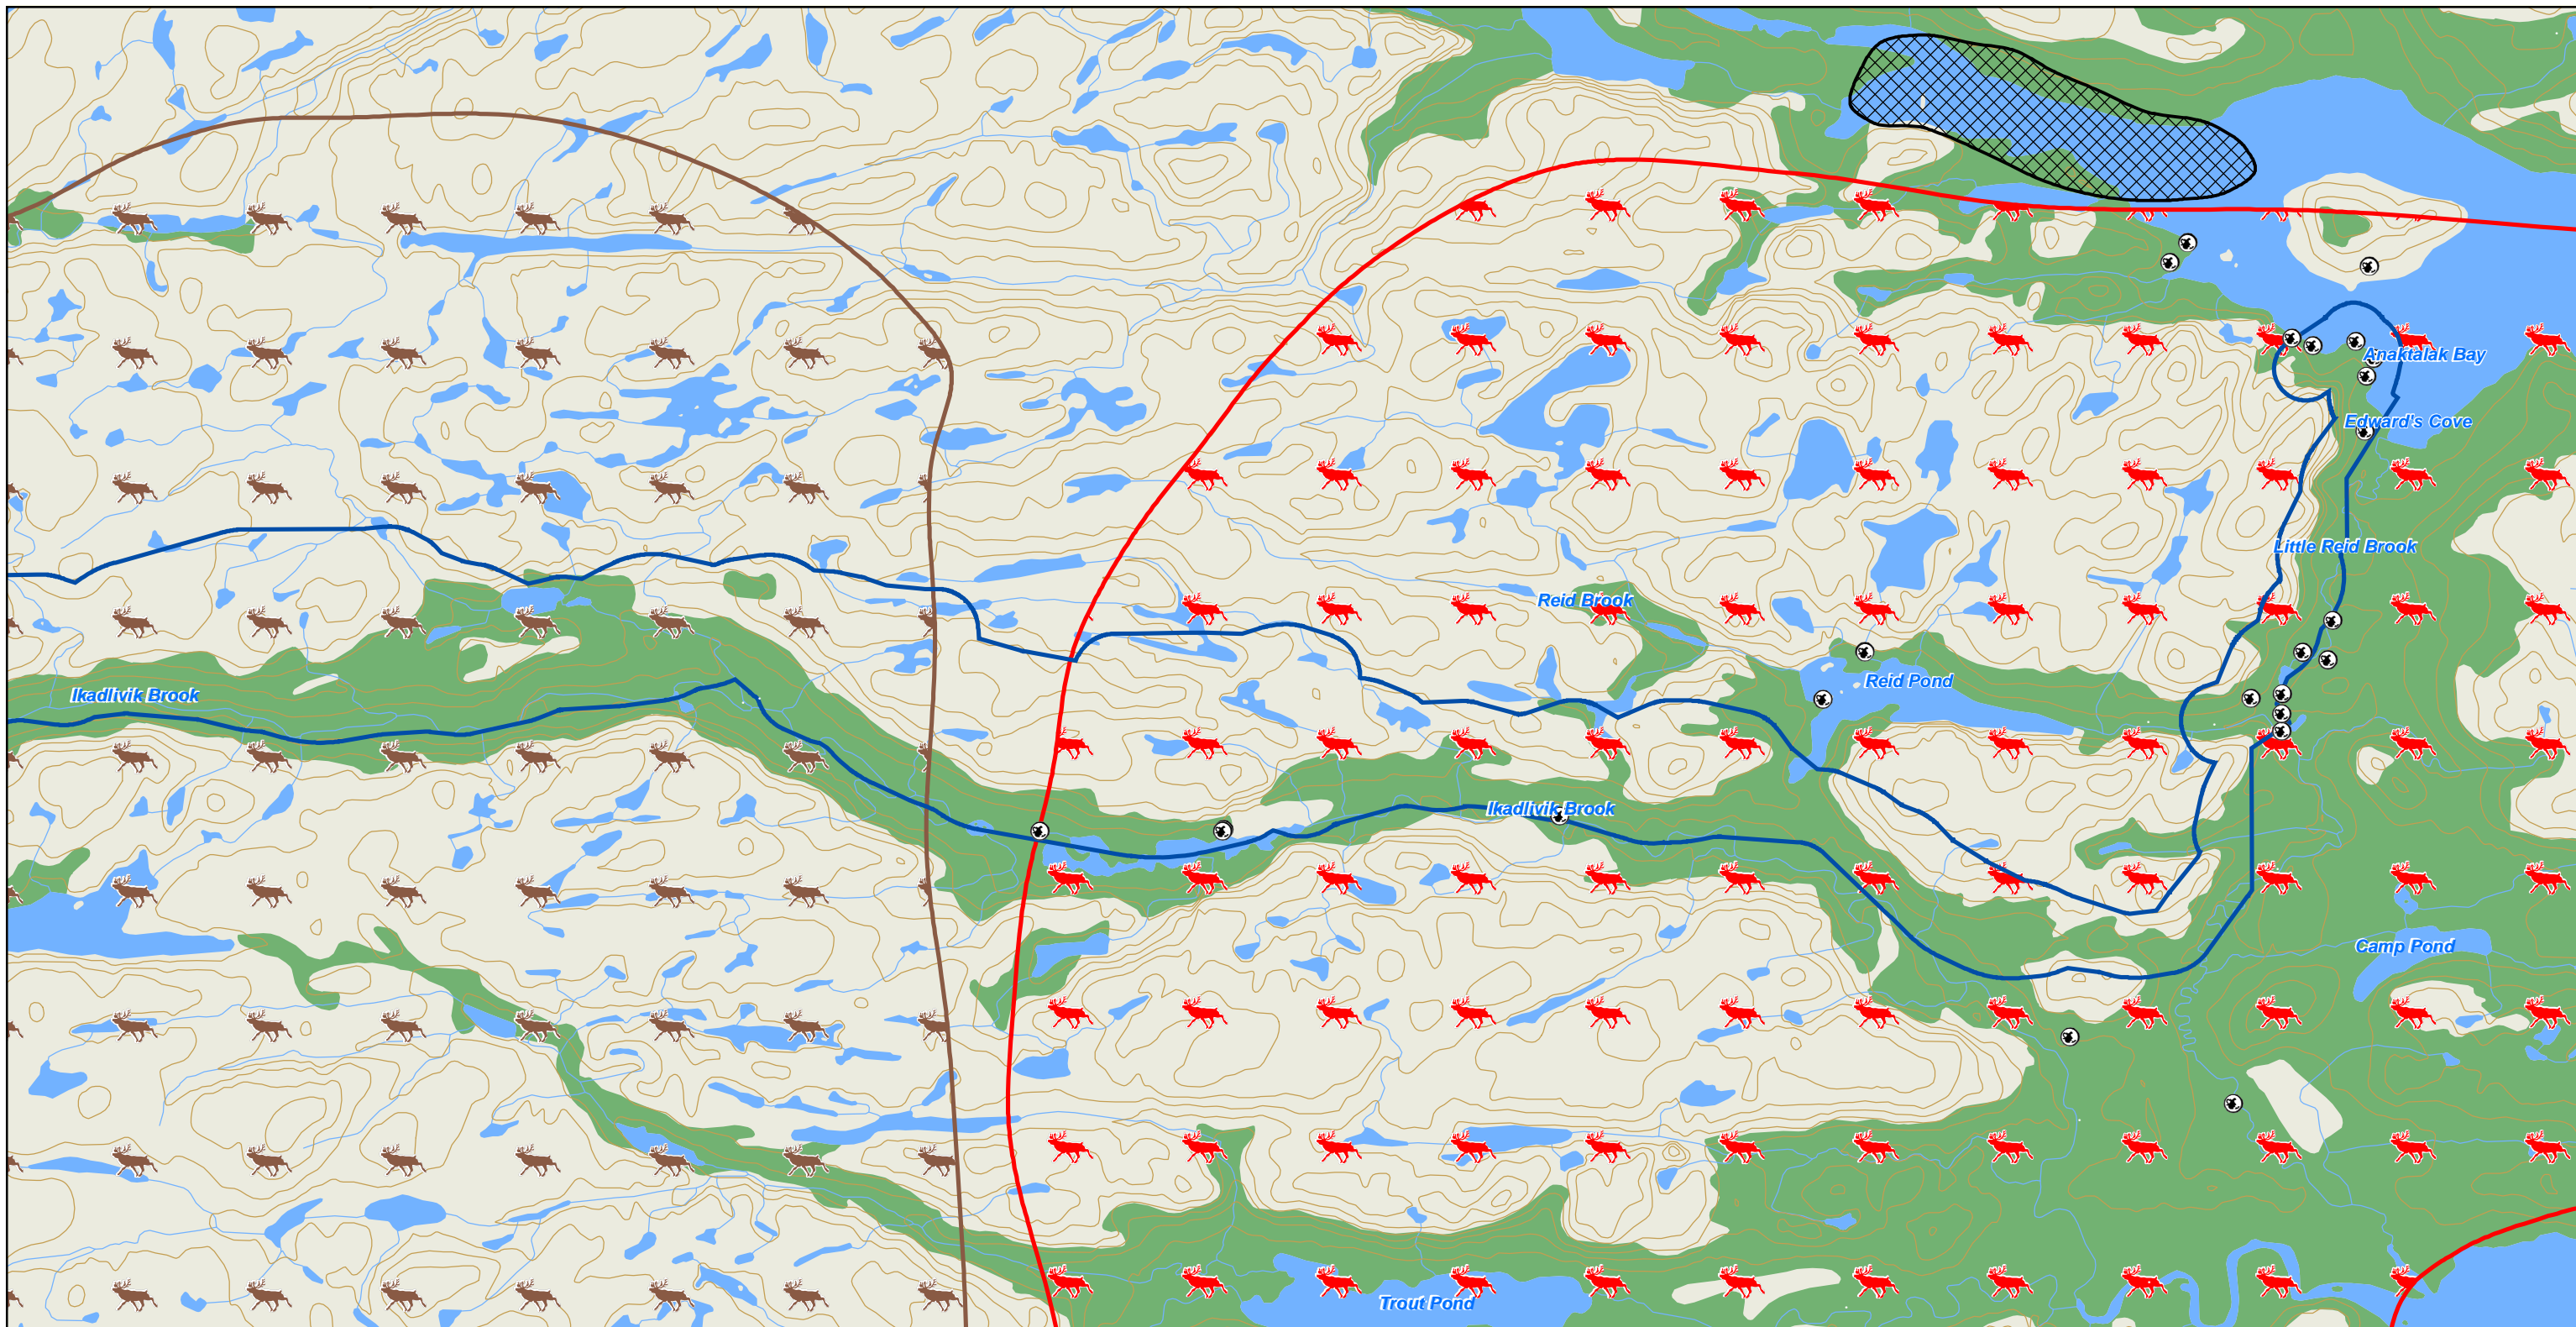 Anaktalak Bay
Edward's Cove
Little Reid Brook
Reid Brook
Reid Pond
Ikadlivik Brook
Ikadlivik Brook
Camp Pond
Trout Pond